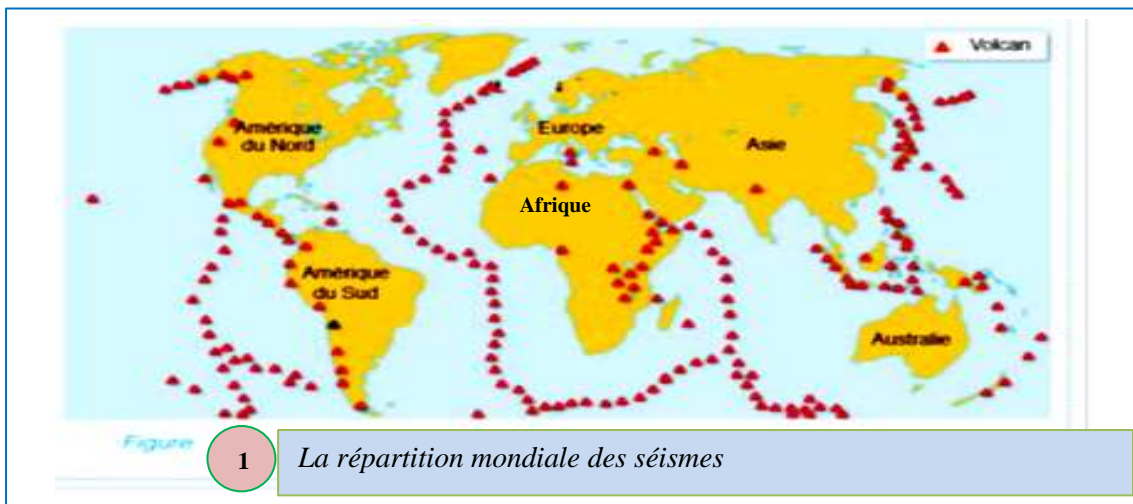 Volcan
Amérique
du Nord
Europe
Asie
Afrique
Amérique
du Sud
Australie
Figure
1
La répartition mondiale des séismes